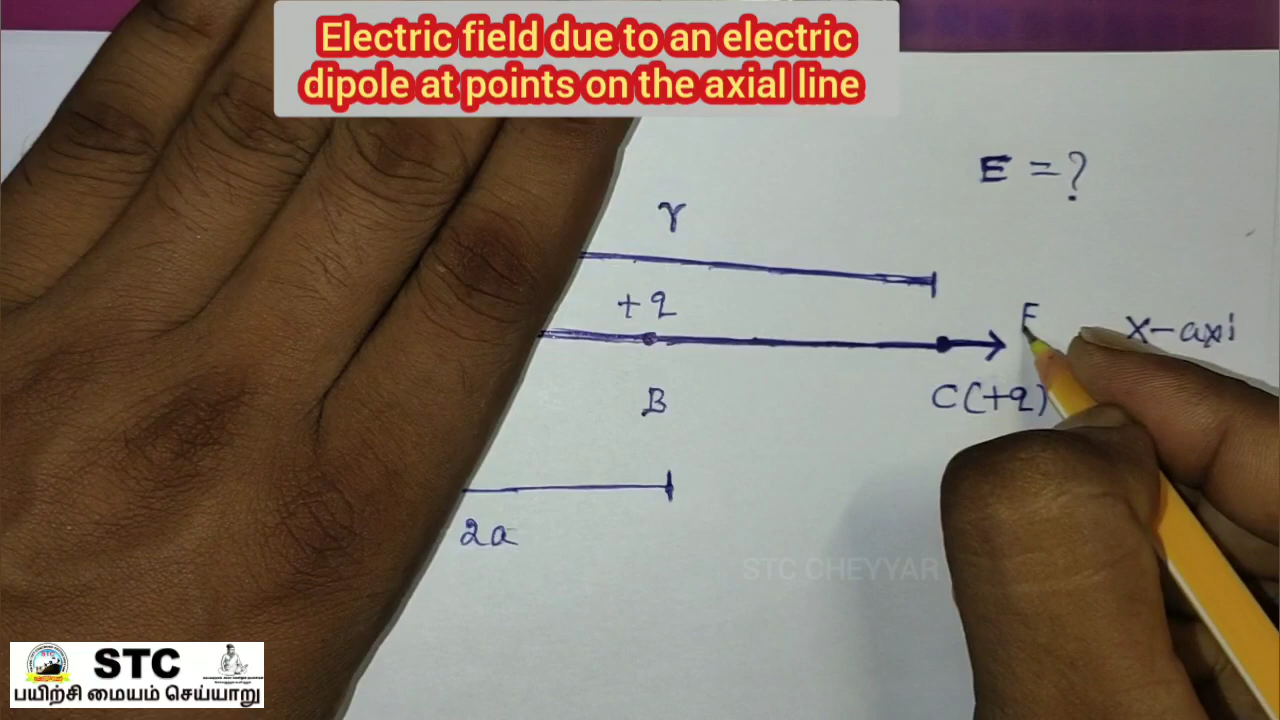 Electric field due to an electric
dipole at points on the axial line
E = ?
r
+q
E
X-axi
B
C(+q)
2a
STC CHEYYAR
STC
பயிற்சி மையம் செய்யாறு